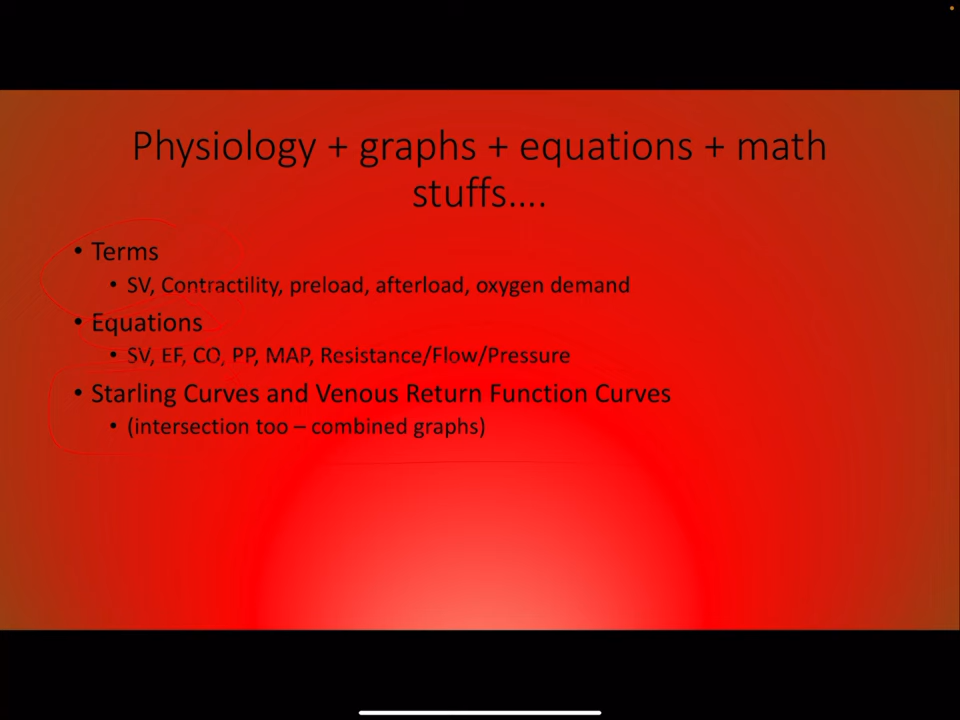 Physiology + graphs + equations + math
stuffs....
• Terms
• SV, Contractility, preload, afterload, oxygen demand
• Equations
• SV, EF, CO, PP, MAP, Resistance/Flow/Pressure
• Starling Curves and Venous Return Function Curves
• (intersection too – combined graphs)